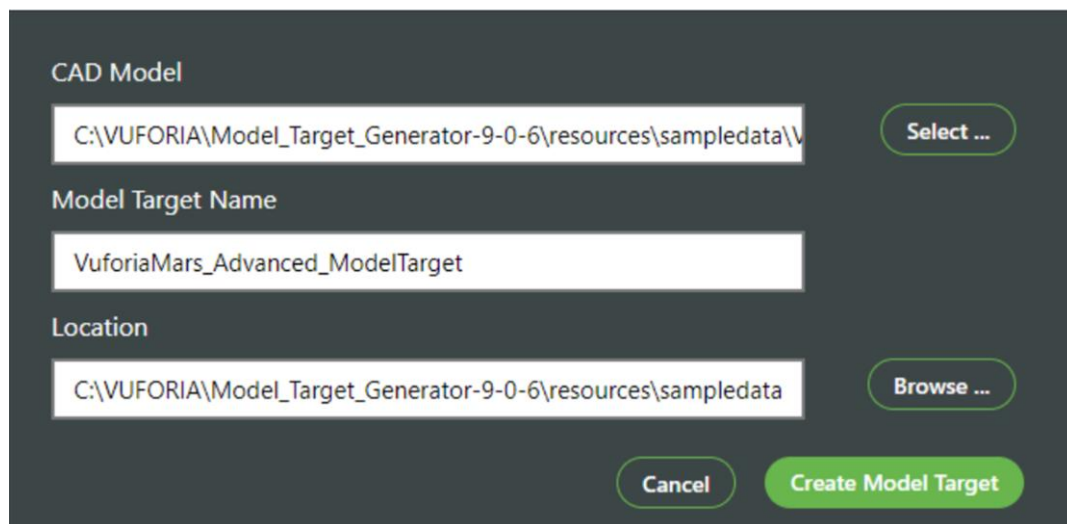 CAD Model
C:\VUFORIA\Model_Target_Generator-9-0-6\resources\sampledata\V
Select ...
Model Target Name
VuforiaMars_Advanced_ModelTarget
Location
C:\VUFORIA\Model_Target_Generator-9-0-6\resources\sampledata
Browse ...
Cancel
Create Model Target